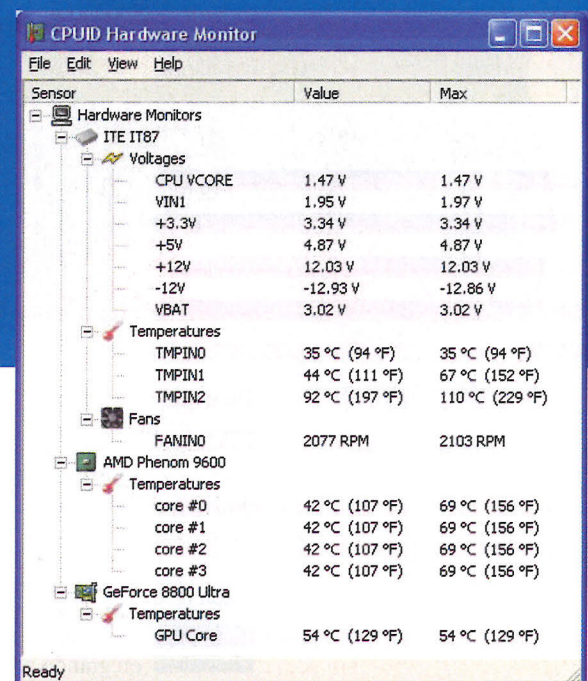 CPUID Hardware Monitor
File Edit View Help
Sensor Value Max
Hardware Monitors
ITE IT87
Voltages
CPU VCORE 1.47 V 1.47 V
VIN1 1.95 V 1.97 V
+3.3V 3.34 V 3.34 V
+5V 4.87 V 4.87 V
+12V 12.03 V 12.03 V
-12V -12.93 V -12.86 V
VBAT 3.02 V 3.02 V
Temperatures
TMPIN0 35 °C (94 °F) 35 °C (94 °F)
TMPIN1 44 °C (111 °F) 67 °C (152 °F)
TMPIN2 92 °C (197 °F) 110 °C (229 °F)
Fans
FANIN0 2077 RPM 2103 RPM
AMD Phenom 9600
Temperatures
core #0 42 °C (107 °F) 69 °C (156 °F)
core #1 42 °C (107 °F) 69 °C (156 °F)
core #2 42 °C (107 °F) 69 °C (156 °F)
core #3 42 °C (107 °F) 69 °C (156 °F)
GeForce 8800 Ultra
Temperatures
GPU Core 54 °C (129 °F) 54 °C (129 °F)
Ready